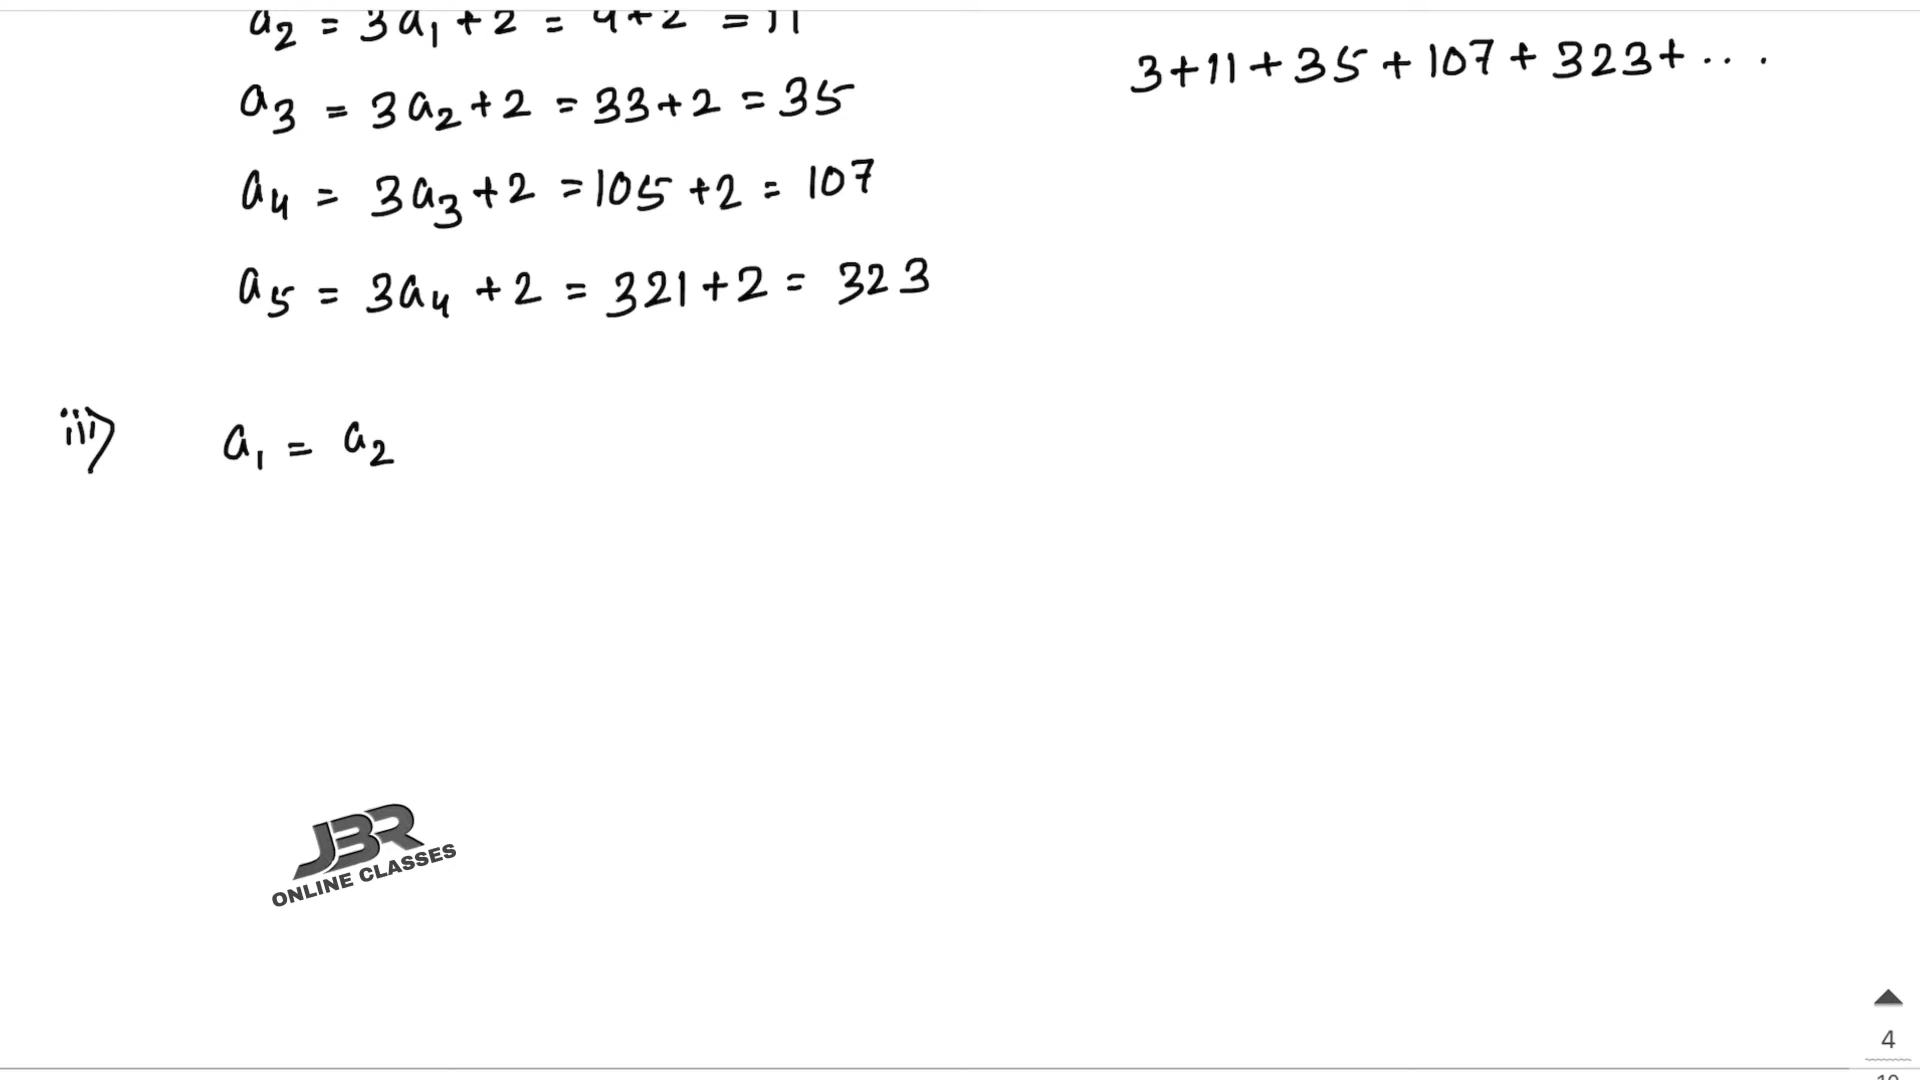 a₂ = 3a₁ + 2 = 9 + 2 = 11
3 + 11 + 35 + 107 + 323 + ....
a₃ = 3a₂ + 2 = 33 + 2 = 35
a₄ = 3a₃ + 2 = 105 + 2 = 107
a₅ = 3a₄ + 2 = 321 + 2 = 323
iii) a₁ = a₂
JBR
ONLINE CLASSES
4